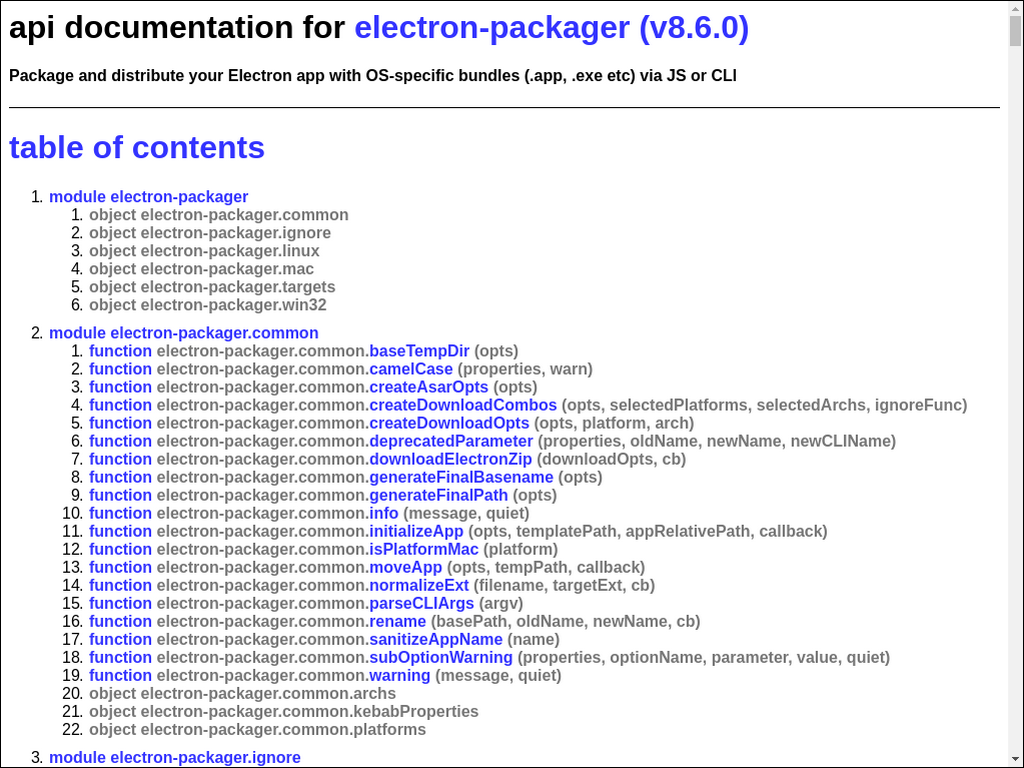 api documentation for electron-packager (v8.6.0)
Package and distribute your Electron app with OS-specific bundles (.app, .exe etc) via JS or CLI
table of contents
1. module electron-packager
1. object electron-packager.common
2. object electron-packager.ignore
3. object electron-packager.linux
4. object electron-packager.mac
5. object electron-packager.targets
6. object electron-packager.win32
2. module electron-packager.common
1. function electron-packager.common.baseTempDir (opts)
2. function electron-packager.common.camelCase (properties, warn)
3. function electron-packager.common.createAsarOpts (opts)
4. function electron-packager.common.createDownloadCombos (opts, selectedPlatforms, selectedArchs, ignoreFunc)
5. function electron-packager.common.createDownloadOpts (opts, platform, arch)
6. function electron-packager.common.deprecatedParameter (properties, oldName, newName, newCLIName)
7. function electron-packager.common.downloadElectronZip (downloadOpts, cb)
8. function electron-packager.common.generateFinalBasename (opts)
9. function electron-packager.common.generateFinalPath (opts)
10. function electron-packager.common.info (message, quiet)
11. function electron-packager.common.initializeApp (opts, templatePath, appRelativePath, callback)
12. function electron-packager.common.isPlatformMac (platform)
13. function electron-packager.common.moveApp (opts, tempPath, callback)
14. function electron-packager.common.normalizeExt (filename, targetExt, cb)
15. function electron-packager.common.parseCLIArgs (argv)
16. function electron-packager.common.rename (basePath, oldName, newName, cb)
17. function electron-packager.common.sanitizeAppName (name)
18. function electron-packager.common.subOptionWarning (properties, optionName, parameter, value, quiet)
19. function electron-packager.common.warning (message, quiet)
20. object electron-packager.common.archs
21. object electron-packager.common.kebabProperties
22. object electron-packager.common.platforms
3. module electron-packager.ignore